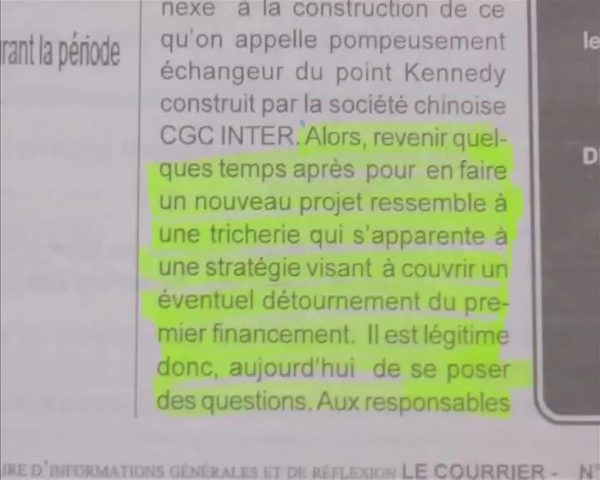 nexe à la construction de ce
qu'on appelle pompeusement
échangeur du point Kennedy
construit par la société chinoise
CGC INTER. Alors, revenir quel-
ques temps après pour en faire
un nouveau projet ressemble à
une tricherie qui s'apparente à
une stratégie visant à couvrir un
éventuel détournement du pre-
mier financement. Il est légitime
donc, aujourd'hui de se poser
des questions. Aux responsables
rant la période
le
D
IRE D'INFORMATIONS GÉNÉRALES ET DE RÉFLEXION LE COURRIER - N°